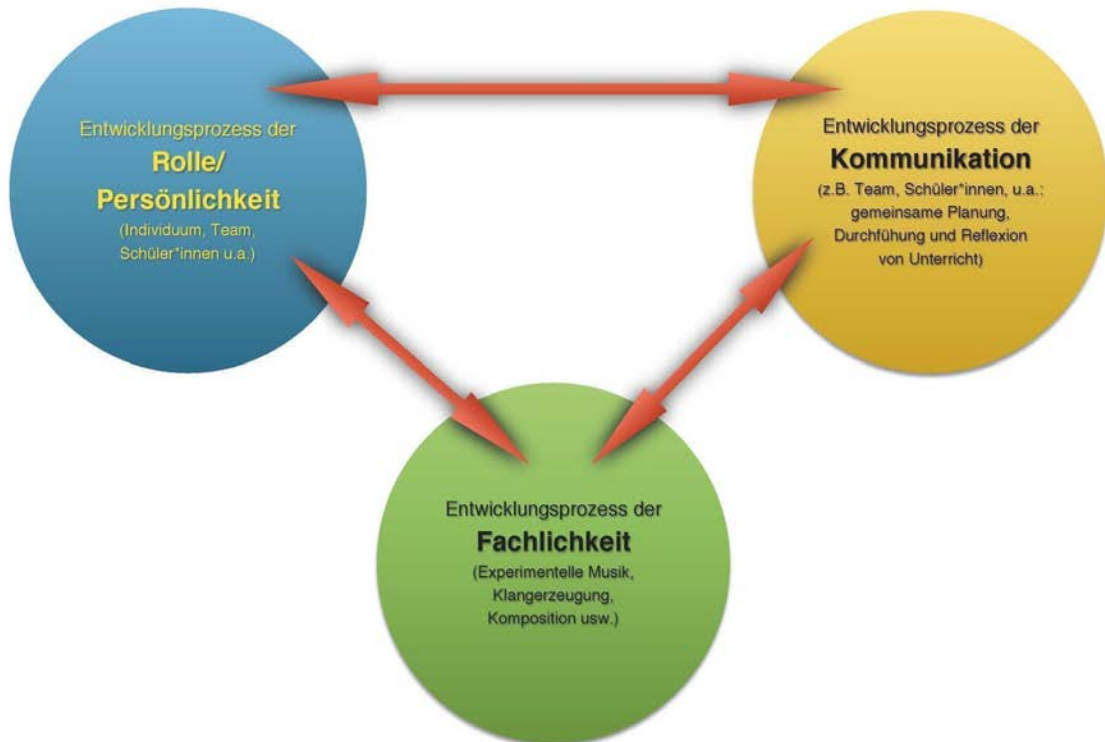 Entwicklungsprozess der
Rolle/
Persönlichkeit
(Individuum, Team,
Schüler*innen u.a.)
Entwicklungsprozess der
Kommunikation
(z.B. Team, Schüler*innen, u.a.:
gemeinsame Planung,
Durchführung und Reflexion
von Unterricht)
Entwicklungsprozess der
Fachlichkeit
(Experimentelle Musik,
Klangerzeugung,
Komposition usw.)